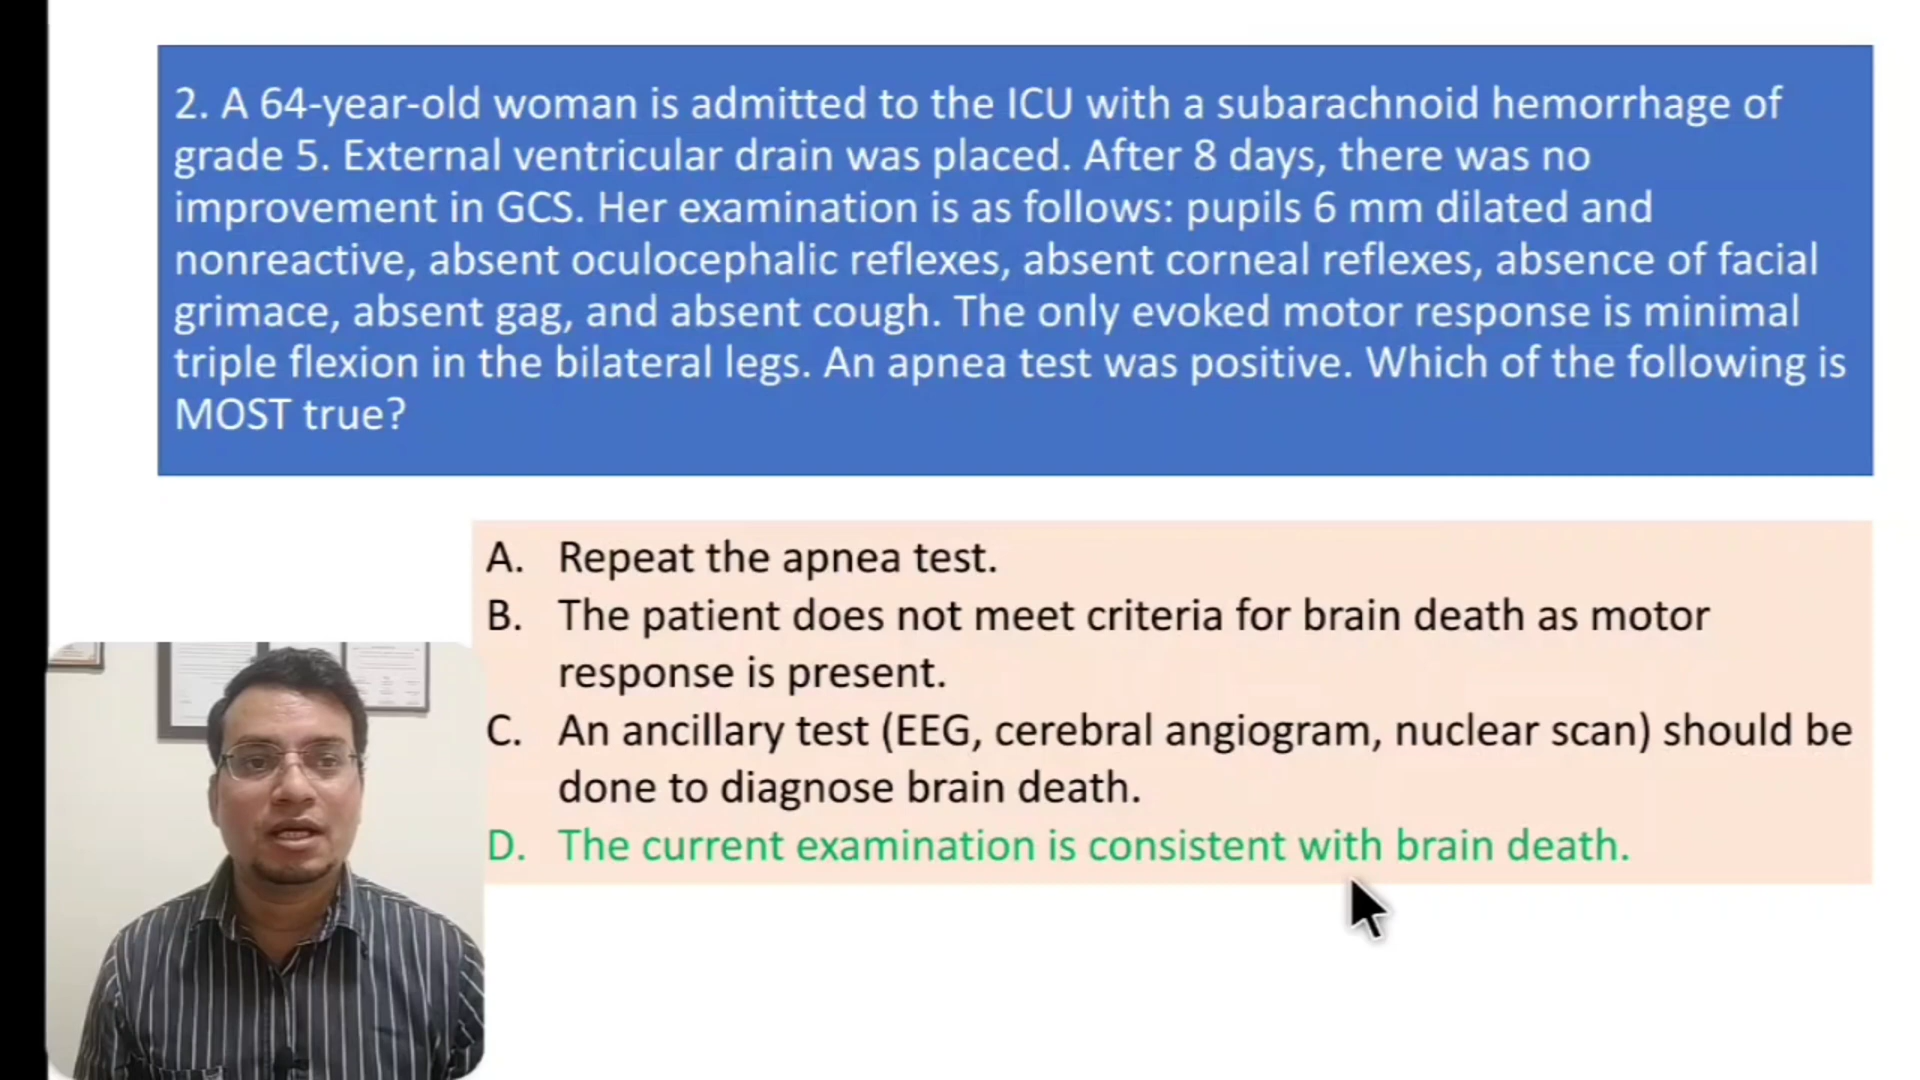 2. A 64-year-old woman is admitted to the ICU with a subarachnoid hemorrhage of
grade 5. External ventricular drain was placed. After 8 days, there was no
improvement in GCS. Her examination is as follows: pupils 6 mm dilated and
nonreactive, absent oculocephalic reflexes, absent corneal reflexes, absence of facial
grimace, absent gag, and absent cough. The only evoked motor response is minimal
triple flexion in the bilateral legs. An apnea test was positive. Which of the following is
MOST true?
A. Repeat the apnea test.
B. The patient does not meet criteria for brain death as motor
response is present.
C. An ancillary test (EEG, cerebral angiogram, nuclear scan) should be
done to diagnose brain death.
D. The current examination is consistent with brain death.